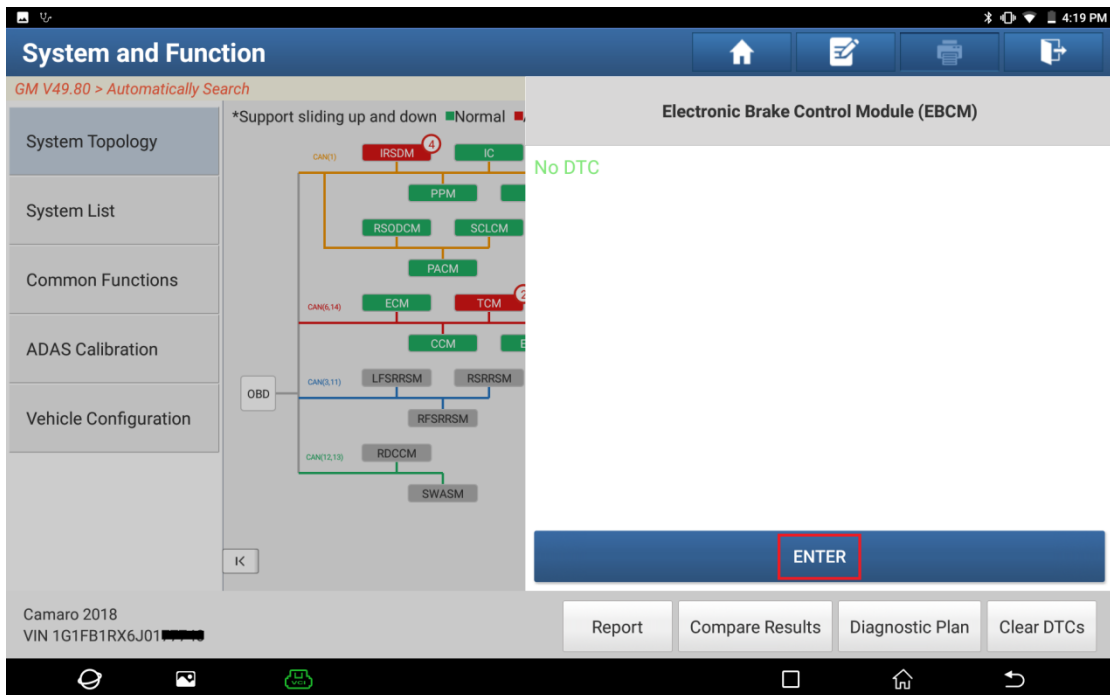 4:19 PM
System and Function
GM V49.80 > Automatically Search
System Topology
System List
Common Functions
ADAS Calibration
Vehicle Configuration
*Support sliding up and down Normal
CAN(1)
IRSDM
4
IC
PPM
RSODCM
SCLCM
PACM
CAN(6,14)
ECM
TCM
2
CCM
CAN(3,11)
LFSRRSM
RSRRSM
OBD
RFSRRSM
CAN(12,13)
RDCCM
SWASM
Electronic Brake Control Module (EBCM)
No DTC
ENTER
Camaro 2018
VIN 1G1FB1RX6J01
Report
Compare Results
Diagnostic Plan
Clear DTCs
VCI